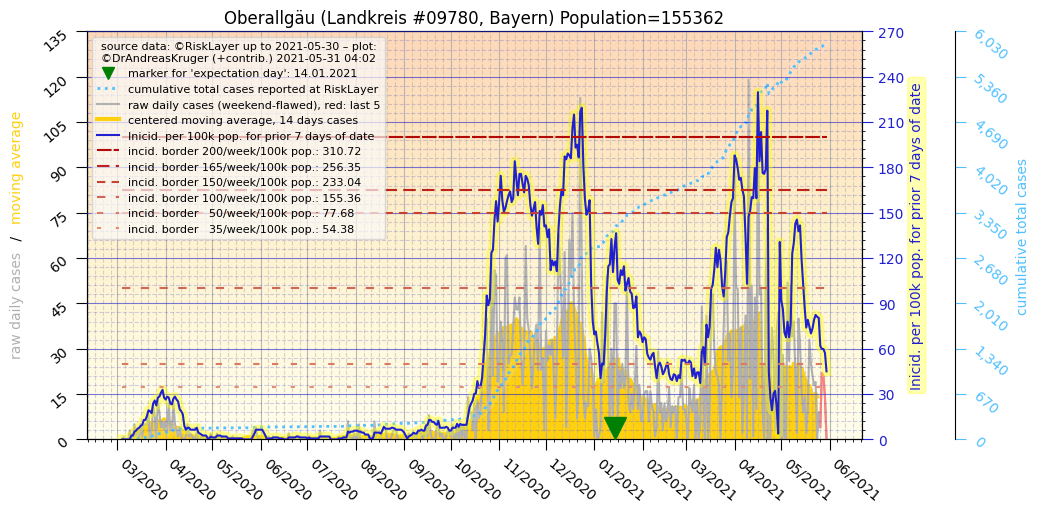 Oberallgäu (Landkreis #09780, Bayern) Population=155362
source data: ©RiskLayer up to 2021-05-30 – plot:
©DrAndreasKruger (+contrib.) 2021-05-31 04:02
marker for 'expectation day': 14.01.2021
cumulative total cases reported at RiskLayer
raw daily cases (weekend-flawed), red: last 5
centered moving average, 14 days cases
Inicid. per 100k pop. for prior 7 days of date
incid. border 200/week/100k pop.: 310.72
incid. border 165/week/100k pop.: 256.35
incid. border 150/week/100k pop.: 233.04
incid. border 100/week/100k pop.: 155.36
incid. border   50/week/100k pop.: 77.68
incid. border   35/week/100k pop.: 54.38
raw daily cases / moving average
135
120
105
90
75
60
45
30
15
0
270
240
210
180
150
120
90
60
30
0
Inicid. per 100k pop. for prior 7 days of date
6,030
5,360
4,690
4,020
3,350
2,680
2,010
1,340
670
0
cumulative total cases
03/2020
04/2020
05/2020
06/2020
07/2020
08/2020
09/2020
10/2020
11/2020
12/2020
01/2021
02/2021
03/2021
04/2021
05/2021
06/2021